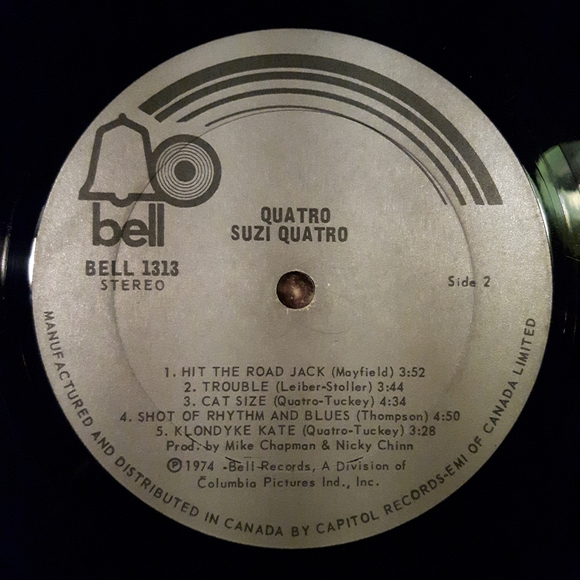 bell
QUATRO
SUZI QUATRO
BELL 1313
STEREO
Side 2
1. HIT THE ROAD JACK (Mayfield) 3:52
2. TROUBLE (Leiber-Stoller) 3:44
3. CAT SIZE (Quatro-Tuckey) 4:34
4. SHOT OF RHYTHM AND BLUES (Thompson) 4:50
5. KLONDYKE KATE (Quatro-Tuckey) 3:28
Prod. by Mike Chapman & Nicky Chinn
℗ 1974 -Bell- Records, A Division of
Columbia Pictures Ind., Inc.
MANUFACTURED AND DISTRIBUTED IN CANADA BY CAPITOL RECORDS-EMI OF CANADA LIMITED